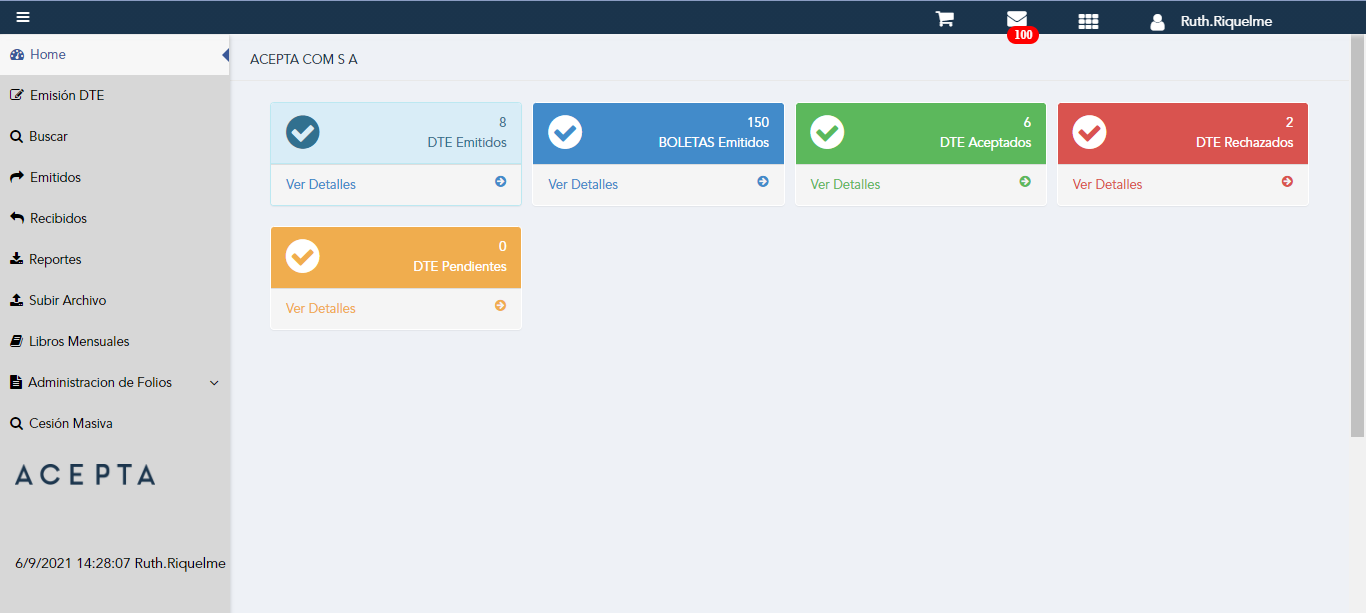 Ruth.Riquelme
100
Home
ACEPTA COM S A
Emisión DTE
Buscar
Emitidos
Recibidos
Reportes
Subir Archivo
Libros Mensuales
Administracion de Folios
Cesión Masiva
ACEPTA
6/9/2021 14:28:07 Ruth.Riquelme
8
DTE Emitidos
Ver Detalles
150
BOLETAS Emitidos
Ver Detalles
6
DTE Aceptados
Ver Detalles
2
DTE Rechazados
Ver Detalles
0
DTE Pendientes
Ver Detalles